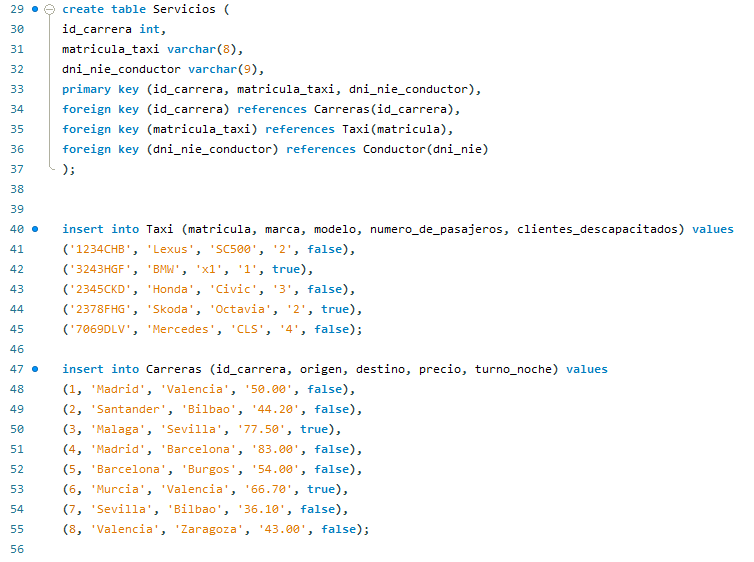 29 create table Servicios (
30 id_carrera int,
31 matricula_taxi varchar(8),
32 dni_nie_conductor varchar(9),
33 primary key (id_carrera, matricula_taxi, dni_nie_conductor),
34 foreign key (id_carrera) references Carreras(id_carrera),
35 foreign key (matricula_taxi) references Taxi(matricula),
36 foreign key (dni_nie_conductor) references Conductor(dni_nie)
37 );
38
39
40 insert into Taxi (matricula, marca, modelo, numero_de_pasajeros, clientes_descapacitados) values
41 ('1234CHB', 'Lexus', 'SC500', '2', false),
42 ('3243HGF', 'BMW', 'x1', '1', true),
43 ('2345CKD', 'Honda', 'Civic', '3', false),
44 ('2378FHG', 'Skoda', 'Octavia', '2', true),
45 ('7069DLV', 'Mercedes', 'CLS', '4', false);
46
47 insert into Carreras (id_carrera, origen, destino, precio, turno_noche) values
48 (1, 'Madrid', 'Valencia', '50.00', false),
49 (2, 'Santander', 'Bilbao', '44.20', false),
50 (3, 'Malaga', 'Sevilla', '77.50', true),
51 (4, 'Madrid', 'Barcelona', '83.00', false),
52 (5, 'Barcelona', 'Burgos', '54.00', false),
53 (6, 'Murcia', 'Valencia', '66.70', true),
54 (7, 'Sevilla', 'Bilbao', '36.10', false),
55 (8, 'Valencia', 'Zaragoza', '43.00', false);
56